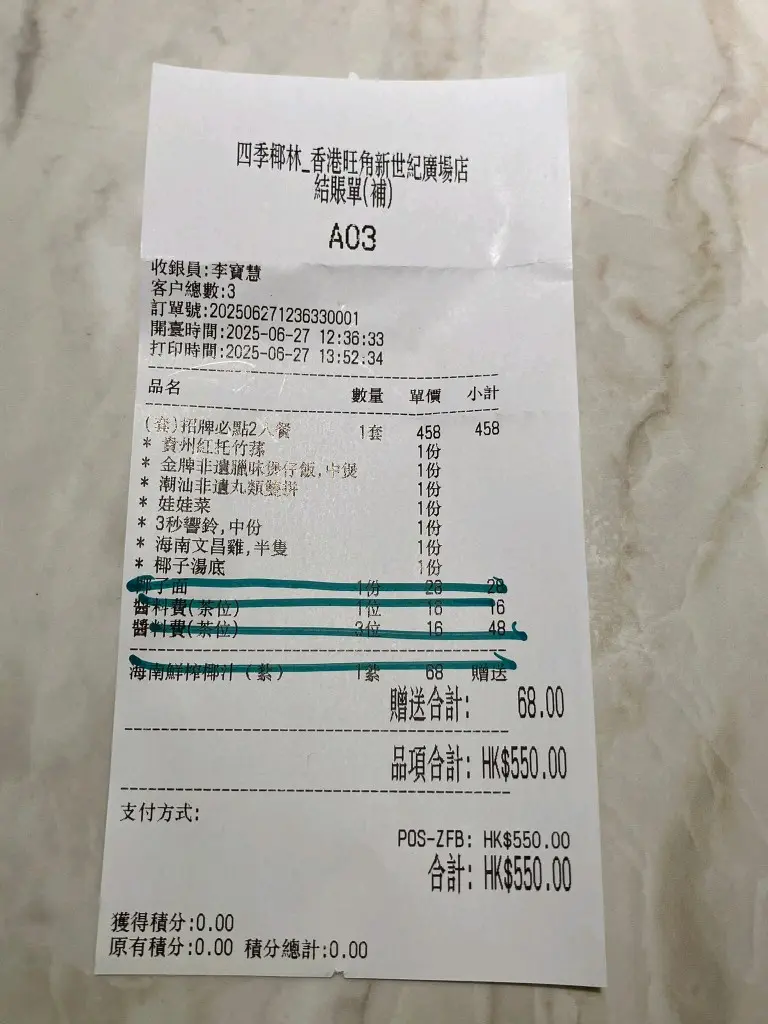 四季椰林_香港旺角新世紀廣場店
結賬單(補)
A03
收銀員:李寶慧
客户總數:3
訂單號:202506271236330001
開臺時間:2025-06-27 12:36:33
打印時間:2025-06-27 13:52:34
品名 數量 單價 小計
(套)招牌必點2人餐 1套 458 458
* 貴州紅托竹蓀 1份
* 金牌非遺臘味煲仔飯,中煲 1份
* 潮汕非遺丸類雙拼 1份
* 娃娃菜 1份
* 3秒響鈴,中份 1份
* 海南文昌雞,半隻 1份
* 椰子湯底 1份
椰子面 1份 28 28
醬料費(茶位) 1位 16 16
醬料費(茶位) 3位 16 48
海南鮮榨椰汁(紮) 1紮 68 贈送
贈送合計: 68.00
品項合計: HK$550.00
支付方式:
POS-ZFB: HK$550.00
合計: HK$550.00
獲得積分:0.00
原有積分:0.00 積分總計:0.00